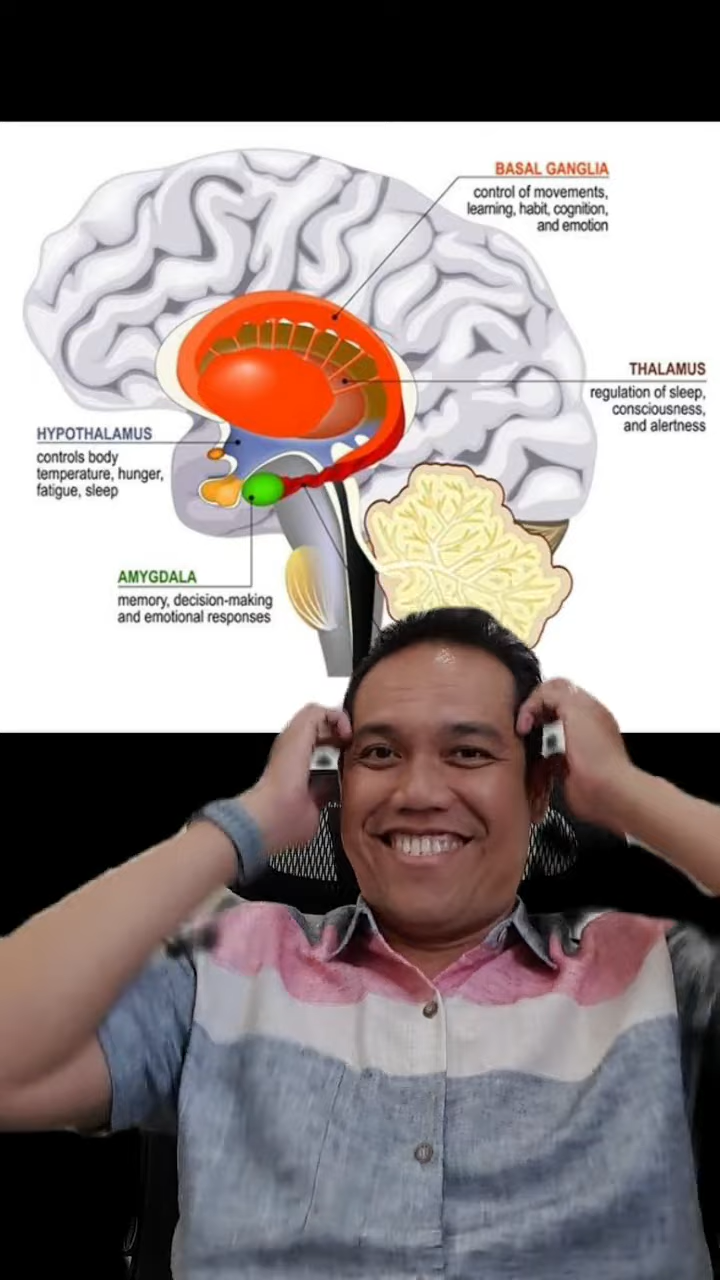 BASAL GANGLIA
control of movements,
learning, habit, cognition,
and emotion
THALAMUS
regulation of sleep,
consciousness,
and alertness
HYPOTHALAMUS
controls body
temperature, hunger,
fatigue, sleep
AMYGDALA
memory, decision-making
and emotional responses